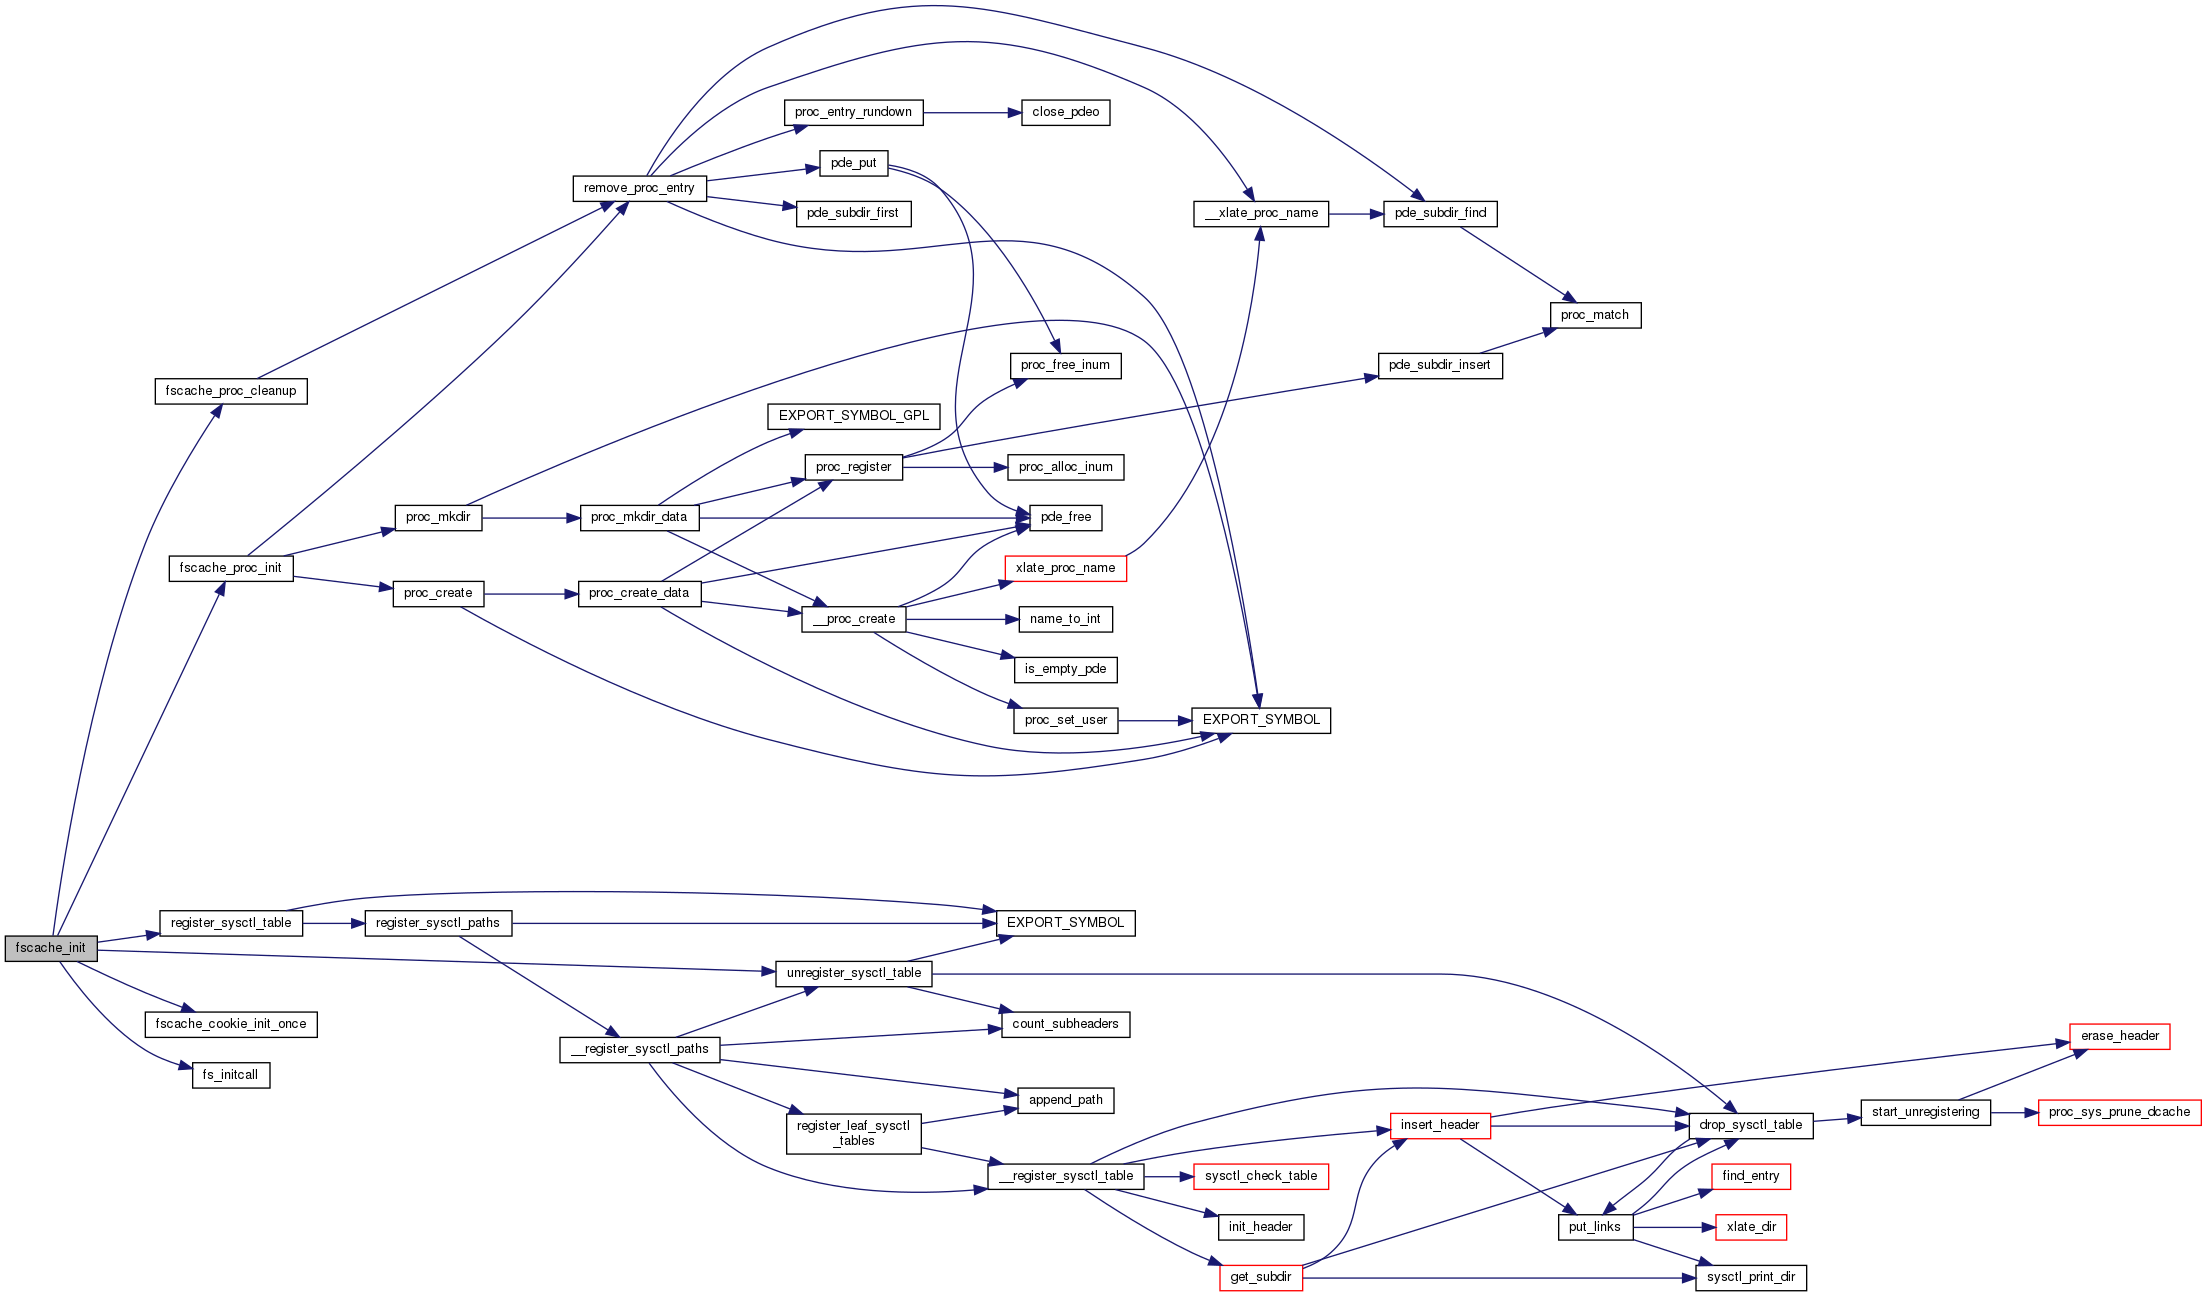 proc_entry_rundown
close_pdeo
pde_put
remove_proc_entry
pde_subdir_first
__xlate_proc_name
pde_subdir_find
proc_match
proc_free_inum
pde_subdir_insert
fscache_proc_cleanup
EXPORT_SYMBOL_GPL
proc_register
proc_alloc_inum
proc_mkdir
proc_mkdir_data
pde_free
fscache_proc_init
xlate_proc_name
proc_create
proc_create_data
__proc_create
name_to_int
is_empty_pde
proc_set_user
EXPORT_SYMBOL
register_sysctl_table
register_sysctl_paths
EXPORT_SYMBOL
fscache_init
unregister_sysctl_table
fscache_cookie_init_once
count_subheaders
erase_header
__register_sysctl_paths
fs_initcall
append_path
start_unregistering
proc_sys_prune_dcache
register_leaf_sysctl
_tables
insert_header
drop_sysctl_table
__register_sysctl_table
sysctl_check_table
find_entry
init_header
put_links
xlate_dir
get_subdir
sysctl_print_dir